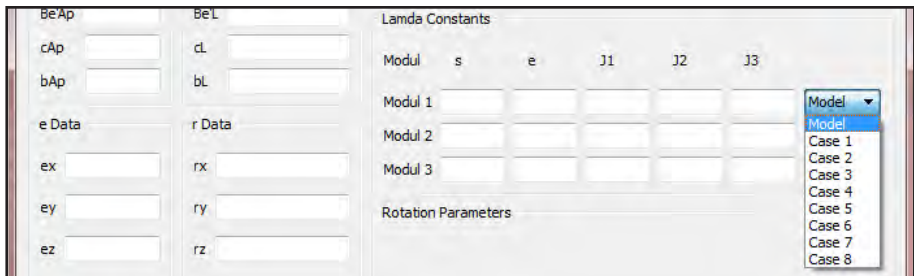 Be'Ap Be'L
cAp cL
bAp bL
e Data r Data
ex rx
ey ry
ez rz
Lamda Constants
Modul s e J1 J2 J3
Modul 1
Modul 2
Modul 3
Rotation Parameters
Model
Model
Case 1
Case 2
Case 3
Case 4
Case 5
Case 6
Case 7
Case 8